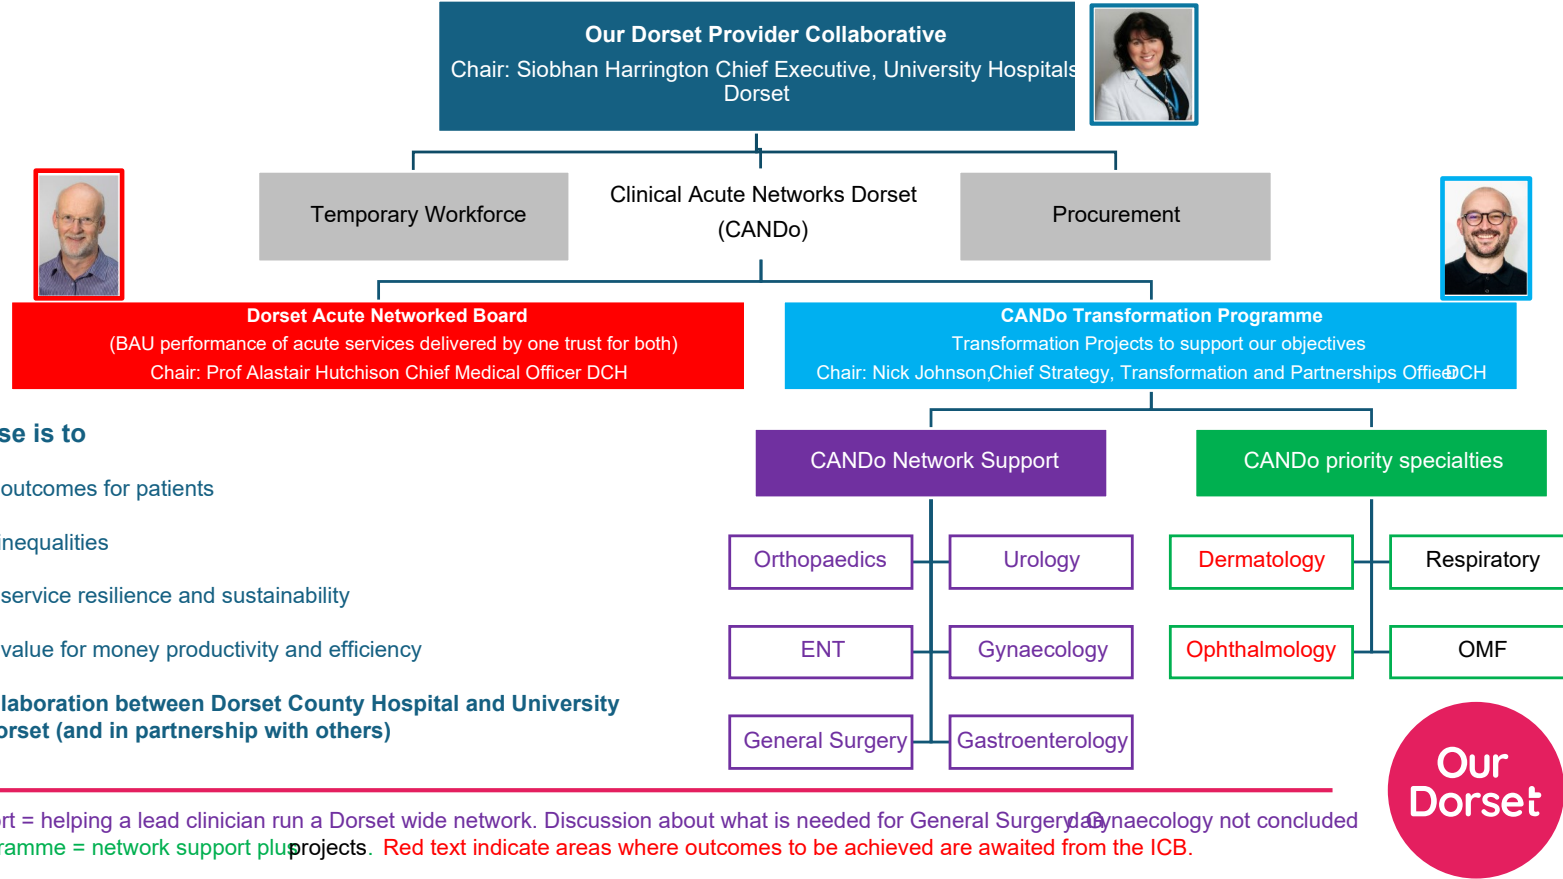 Our Dorset Provider Collaborative
Chair: Siobhan Harrington Chief Executive, University Hospitals
Dorset
Temporary Workforce
Clinical Acute Networks Dorset
(CANDo)
Procurement
Dorset Acute Networked Board
(BAU performance of acute services delivered by one trust for both)
Chair: Prof Alastair Hutchison Chief Medical Officer DCH
CANDo Transformation Programme
Transformation Projects to support our objectives
Chair: Nick Johnson, Chief Strategy, Transformation and Partnerships Officer DCH
se is to
outcomes for patients
inequalities
service resilience and sustainability
value for money productivity and efficiency
llaboration between Dorset County Hospital and University
orset (and in partnership with others)
CANDo Network Support
CANDo priority specialties
Orthopaedics
Urology
Dermatology
Respiratory
ENT
Gynaecology
Ophthalmology
OMF
General Surgery
Gastroenterology
Our
Dorset
rt = helping a lead clinician run a Dorset wide network. Discussion about what is needed for General Surgery and Gynaecology not concluded
ramme = network support plus projects. Red text indicate areas where outcomes to be achieved are awaited from the ICB.